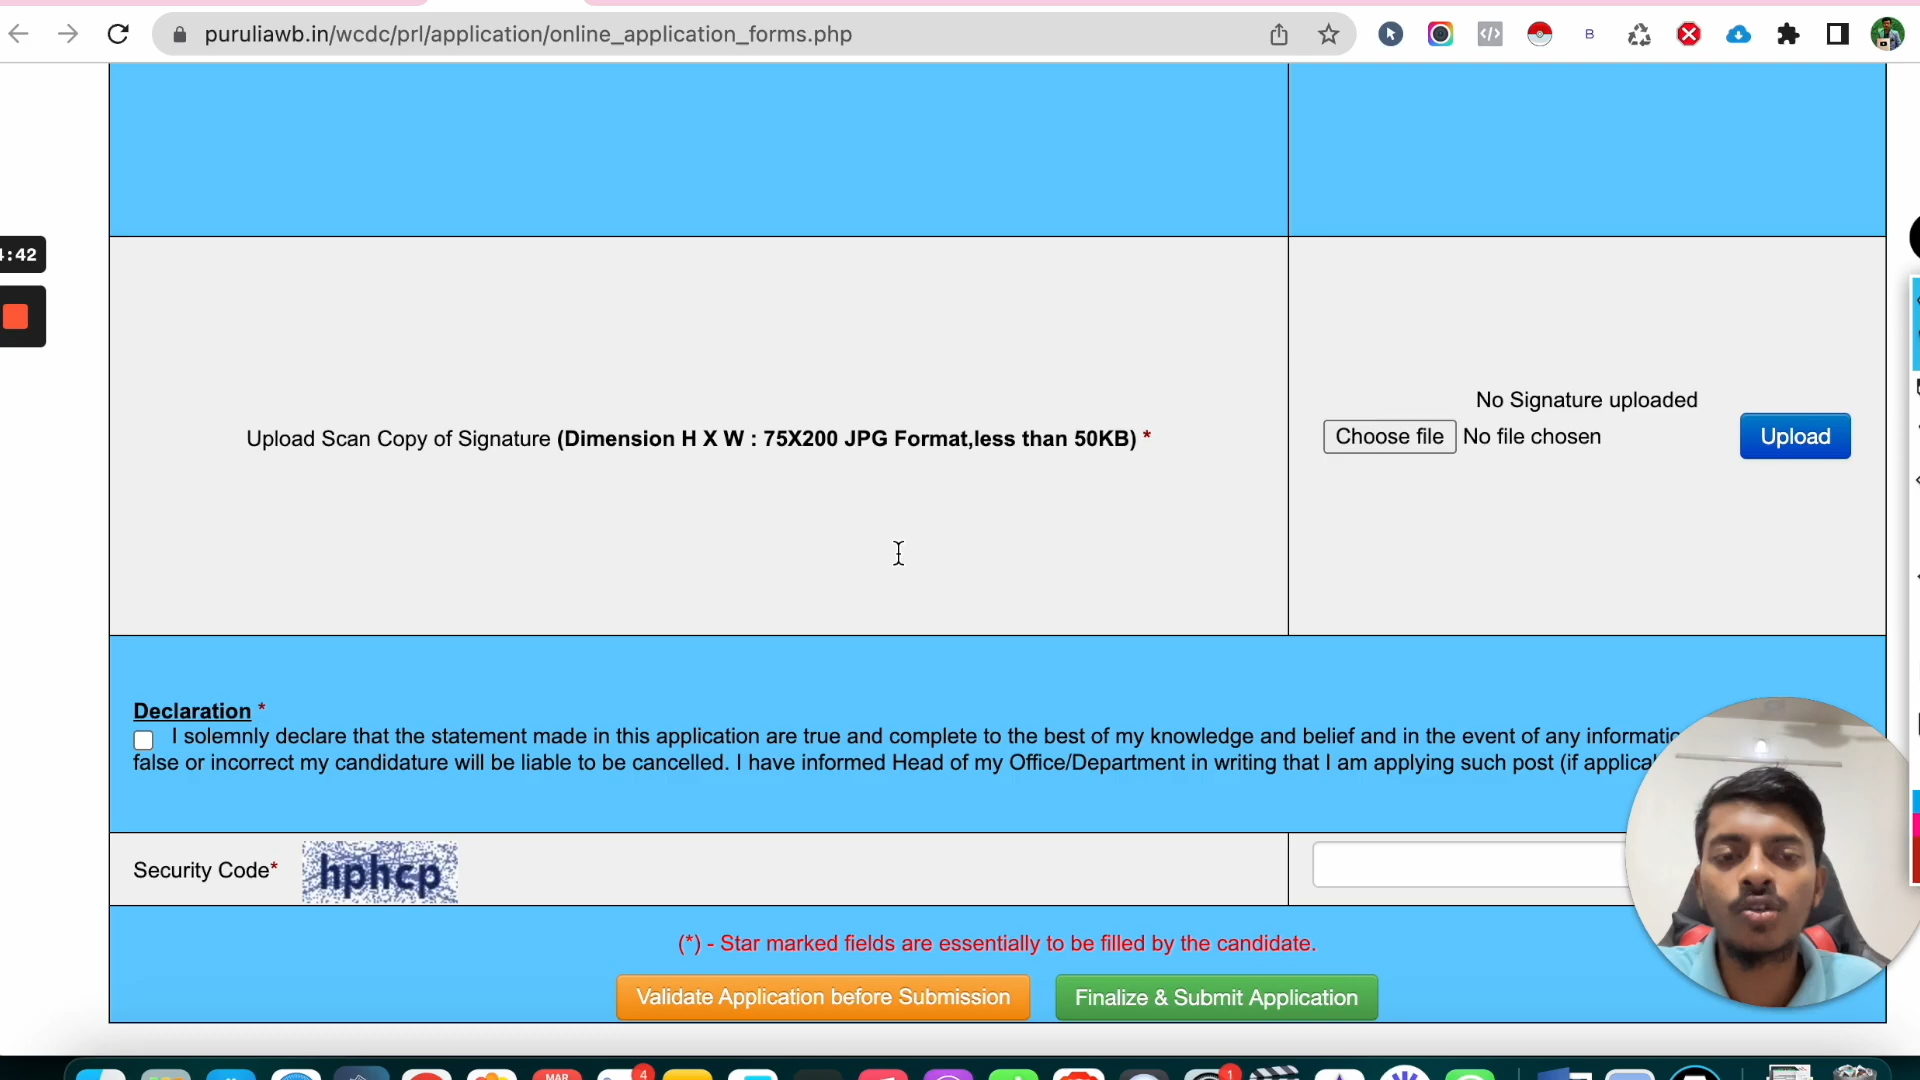 puruliawb.in/wcdc/prl/application/online_application_forms.php
B
:42
No Signature uploaded
Upload Scan Copy of Signature (Dimension H X W : 75X200 JPG Format,less than 50KB) *
Choose file No file chosen
Upload
Declaration *
I solemnly declare that the statement made in this application are true and complete to the best of my knowledge and belief and in the event of any
false or incorrect my candidature will be liable to be cancelled. I have informed Head of my Office/Department in writing that I am applying such post (if
Security Code*
hphcp
(*) - Star marked fields are essentially to be filled by the candidate.
Validate Application before Submission
Finalize & Submit Application
MAR
4
1